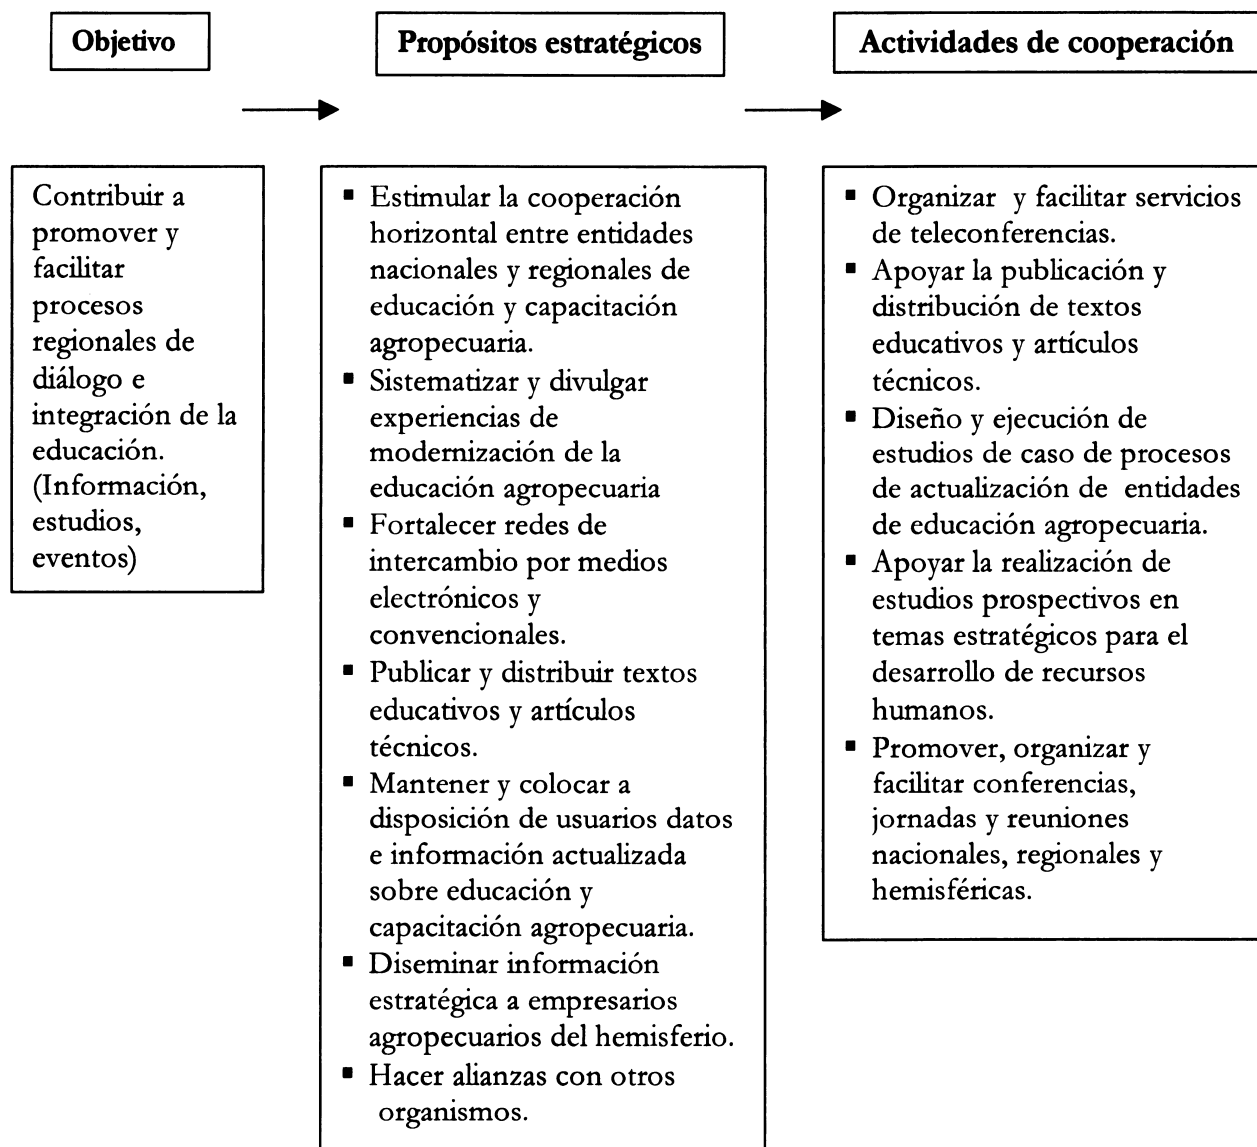 Objetivo
Propósitos estratégicos
Actividades de cooperación
Contribuir a
promover y
facilitar
procesos
regionales de
diálogo e
integración de la
educación.
(Información,
estudios,
eventos)
▪ Estimular la cooperación
horizontal entre entidades
nacionales y regionales de
educación y capacitación
agropecuaria.
▪ Sistematizar y divulgar
experiencias de
modernización de la
educación agropecuaria
▪ Fortalecer redes de
intercambio por medios
electrónicos y
convencionales.
▪ Publicar y distribuir textos
educativos y artículos
técnicos.
▪ Mantener y colocar a
disposición de usuarios datos
e información actualizada
sobre educación y
capacitación agropecuaria.
▪ Diseminar información
estratégica a empresarios
agropecuarios del hemisferio.
▪ Hacer alianzas con otros
organismos.
▪ Organizar y facilitar servicios
de teleconferencias.
▪ Apoyar la publicación y
distribución de textos
educativos y artículos
técnicos.
▪ Diseño y ejecución de
estudios de caso de procesos
de actualización de entidades
de educación agropecuaria.
▪ Apoyar la realización de
estudios prospectivos en
temas estratégicos para el
desarrollo de recursos
humanos.
▪ Promover, organizar y
facilitar conferencias,
jornadas y reuniones
nacionales, regionales y
hemisféricas.